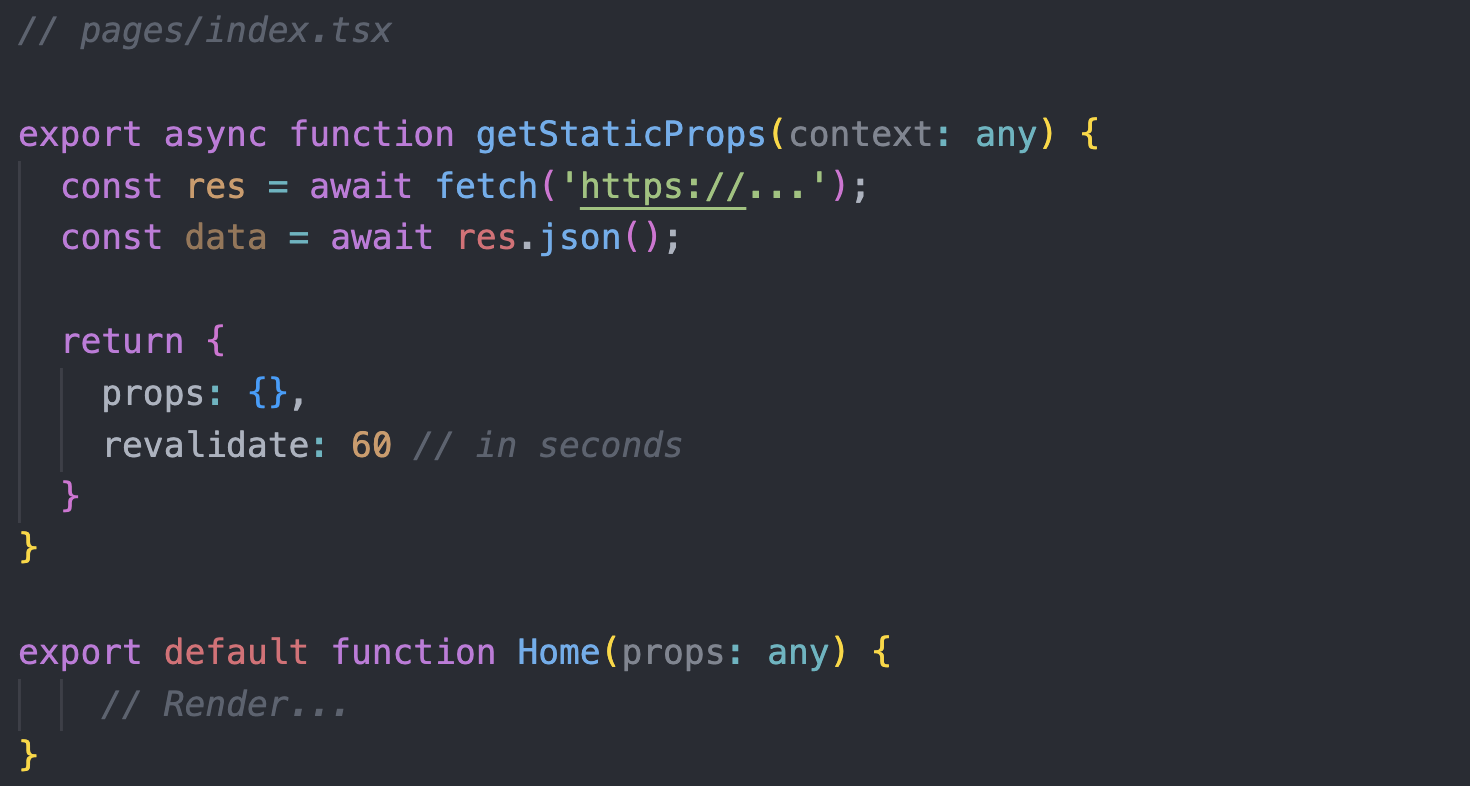 // pages/index.tsx
export async function getStaticProps(context: any) {
const res = await fetch('https://...');
const data = await res.json();
return {
props: {},
revalidate: 60 // in seconds
}
}
export default function Home(props: any) {
// Render...
}